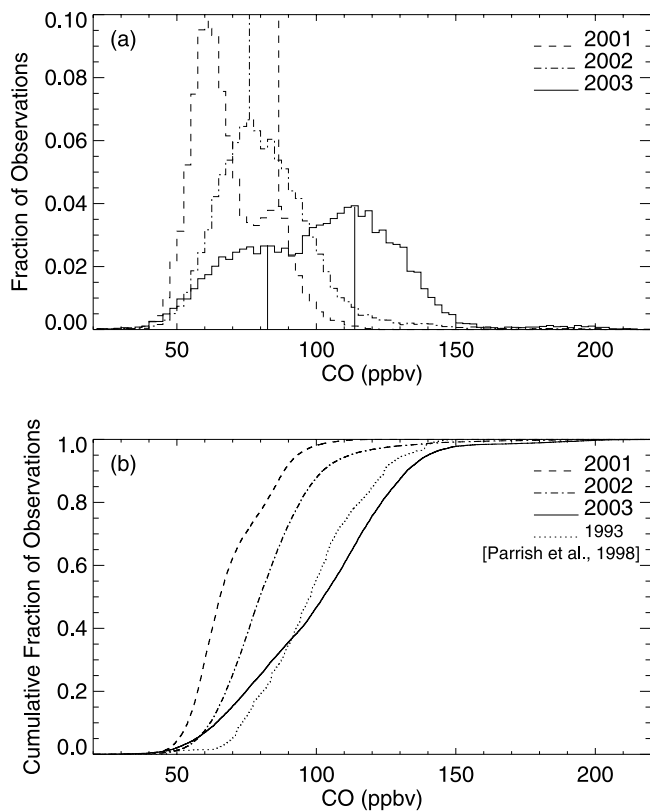 (a)
2001
2002
2003
0.10
0.08
0.06
0.04
0.02
0.00
Fraction of Observations
50 100 150 200
CO (ppbv)
(b)
2001
2002
2003
1993
[Parrish et al., 1998]
1.0
0.8
0.6
0.4
0.2
0.0
Cumulative Fraction of Observations
50 100 150 200
CO (ppbv)